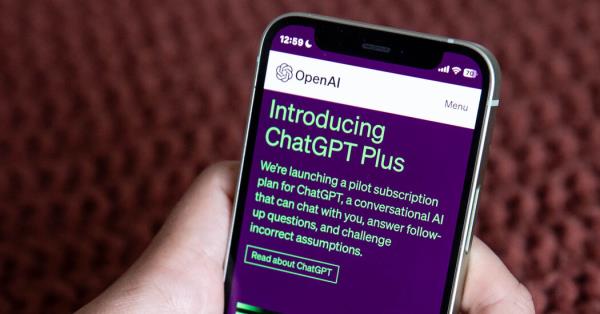 12:59
70
OpenAI
Menu
Introducing
ChatGPT Plus
We're launching a pilot subscription
plan for ChatGPT, a conversational AI
that can chat with you, answer follow-
up questions, and challenge
incorrect assumptions.
Read about ChatGPT